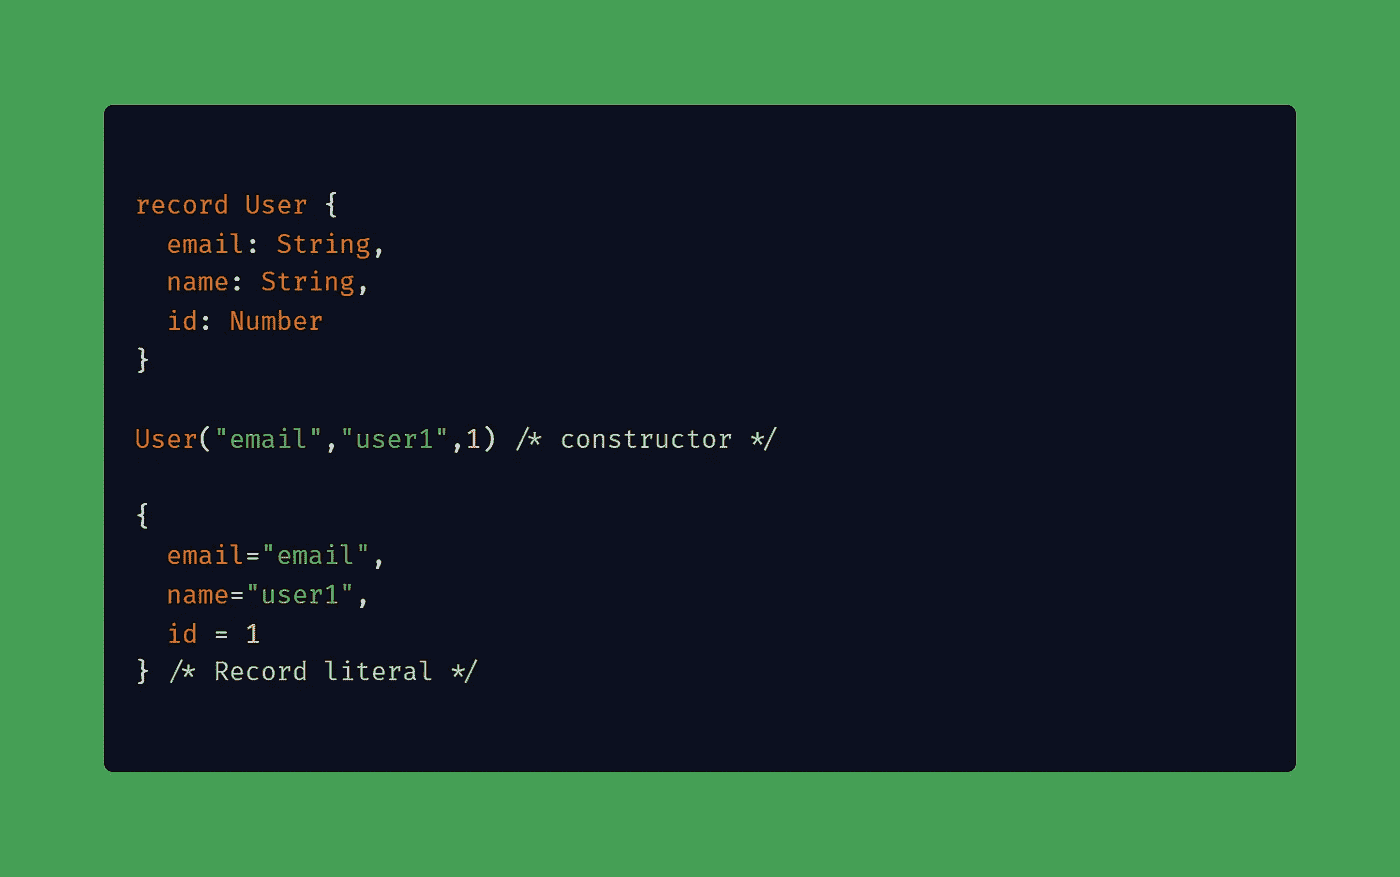 record User {
  email: String,
  name: String,
  id: Number
}
User("email","user1",1) /* constructor */
{
  email="email",
  name="user1",
  id = 1
} /* Record literal */